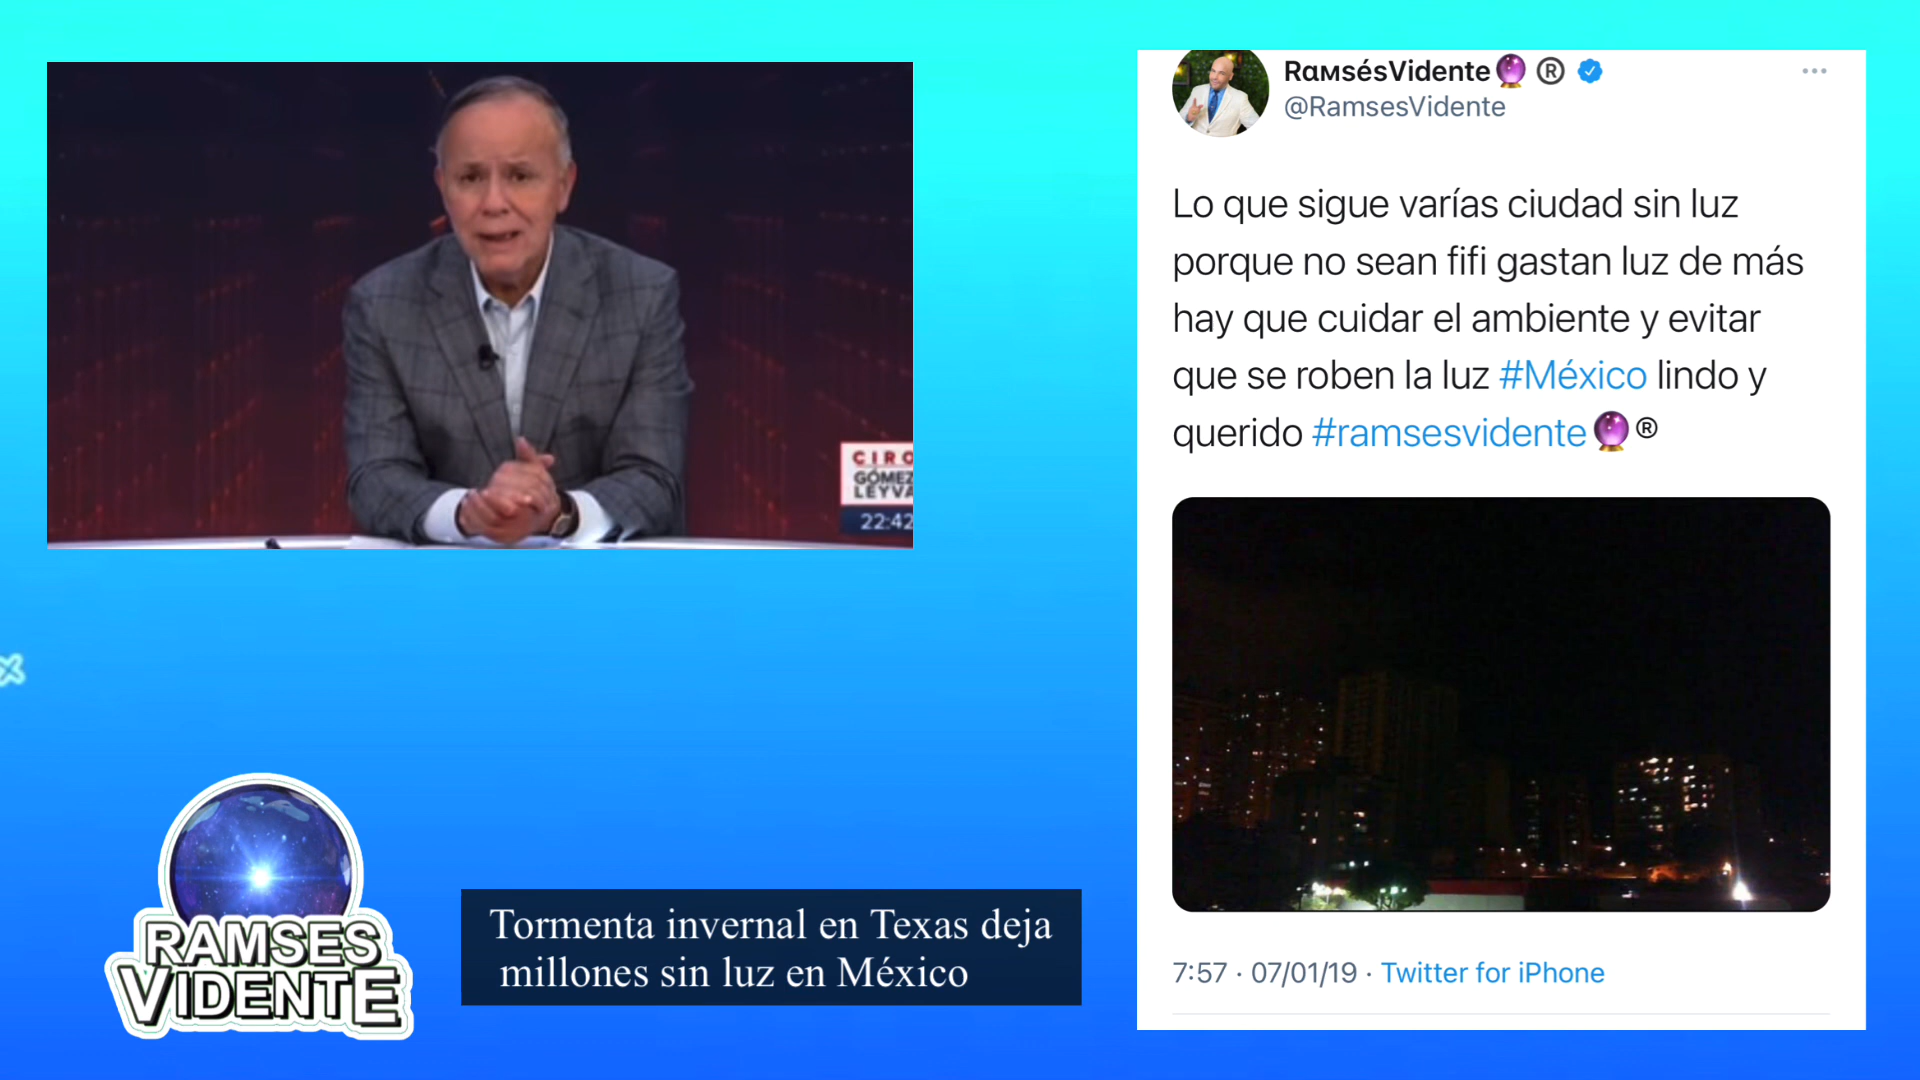 CIRO
GÓMEZ
LEYVA
22:42
RAMSES
VIDENTE
Tormenta invernal en Texas deja
millones sin luz en México
RαмsésVidente🔮 ® 
@RamsesVidente
Lo que sigue varías ciudad sin luz
porque no sean fifi gastan luz de más
hay que cuidar el ambiente y evitar
que se roben la luz #México lindo y
querido #ramsesvidente🔮®
7:57 · 07/01/19 · Twitter for iPhone